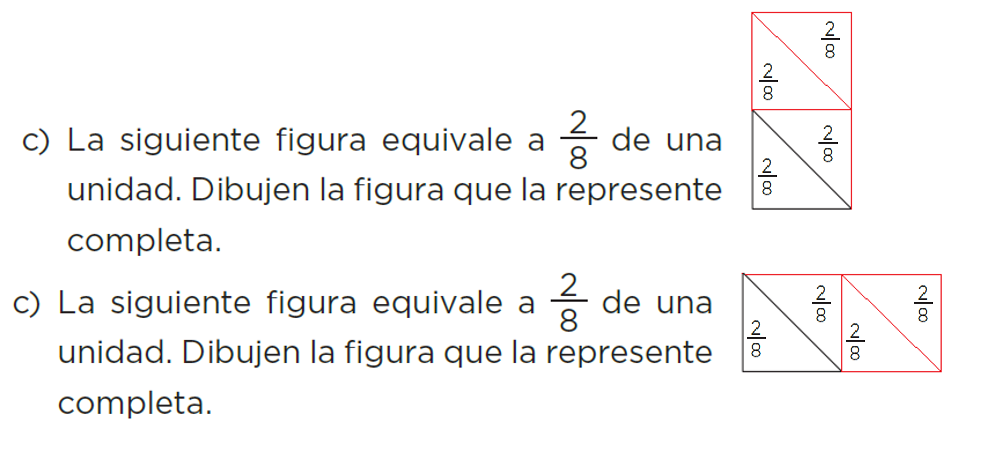 c) La siguiente figura equivale a 2/8 de una
unidad. Dibujen la figura que la represente
completa.
2/8
2/8
2/8
2/8
c) La siguiente figura equivale a 2/8 de una
unidad. Dibujen la figura que la represente
completa.
2/8
2/8
2/8
2/8